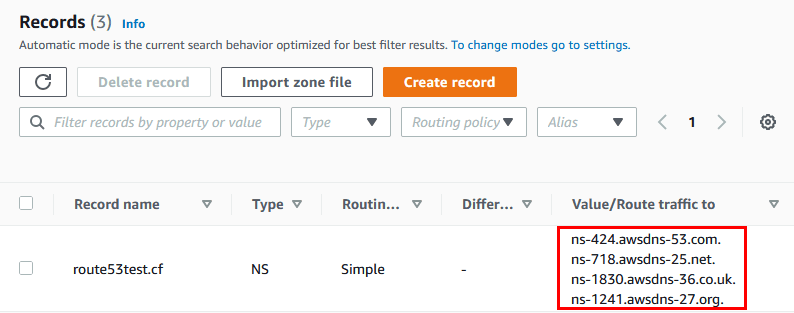 Records (3) Info
Automatic mode is the current search behavior optimized for best filter results. To change modes go to settings.
Delete record Import zone file Create record
Filter records by property or value Type Routing policy Alias 1
Record name Type Routin... Differ... Value/Route traffic to
ns-424.awsdns-53.com.
ns-718.awsdns-25.net.
route53test.cf NS Simple -
ns-1830.awsdns-36.co.uk.
ns-1241.awsdns-27.org.